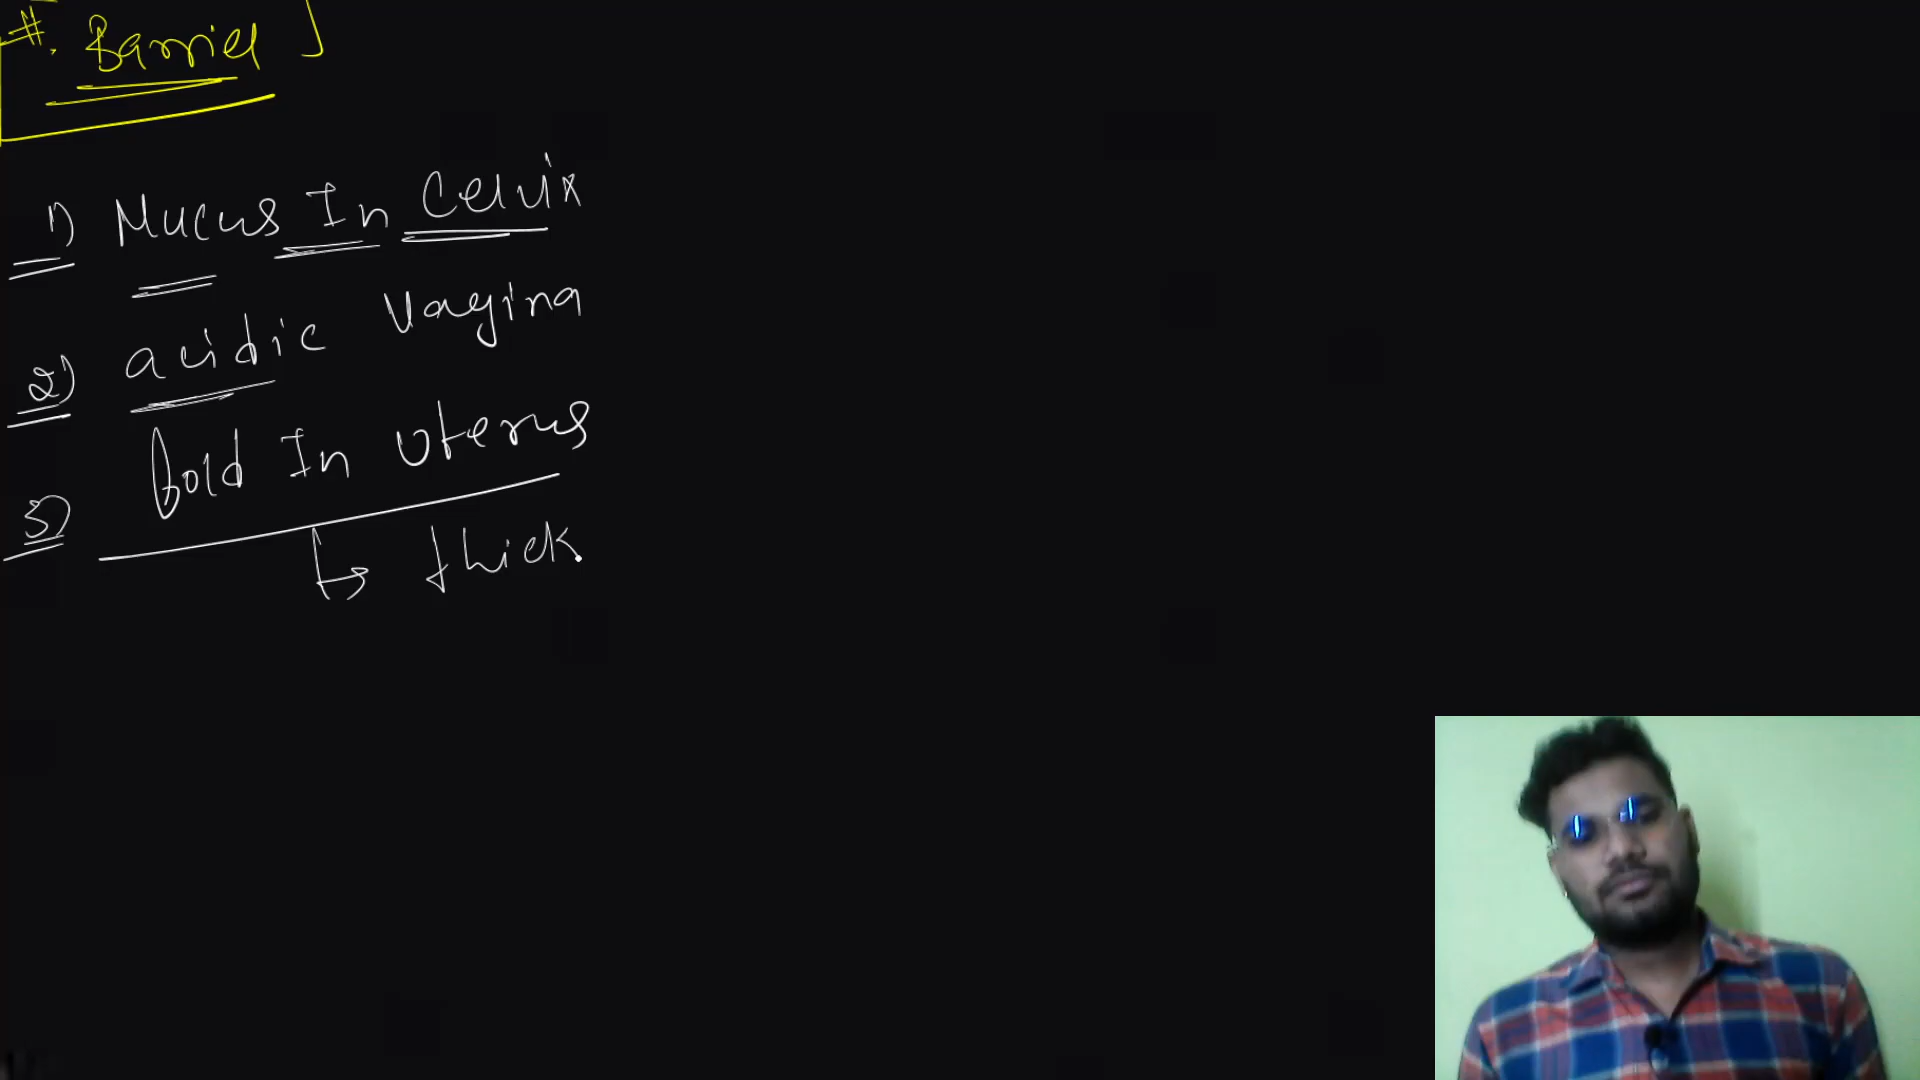 #. Barrier
1) Mucus In Cervix
2) acidic Vagina
3) fold In Uterus
↳ thick